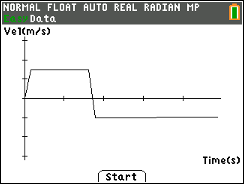 NORMAL FLOAT AUTO REAL RADIAN MP
Data
Vel(m/s)
Time(s)
Start